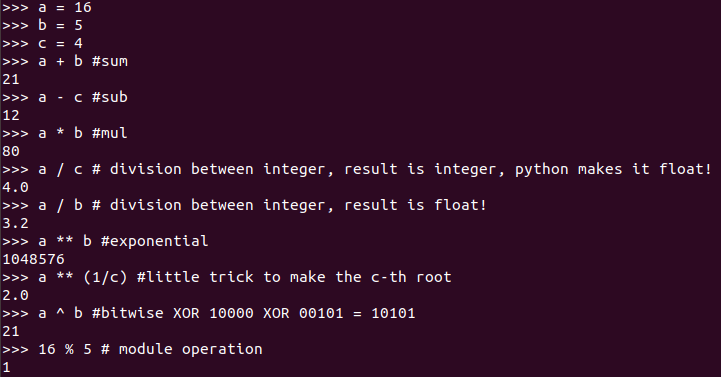 >>> a = 16
>>> b = 5
>>> c = 4
>>> a + b #sum
21
>>> a - c #sub
12
>>> a * b #mul
80
>>> a / c # division between integer, result is integer, python makes it float!
4.0
>>> a / b # division between integer, result is float!
3.2
>>> a ** b #exponential
1048576
>>> a ** (1/c) #little trick to make the c-th root
2.0
>>> a ^ b #bitwise XOR 10000 XOR 00101 = 10101
21
>>> 16 % 5 # module operation
1